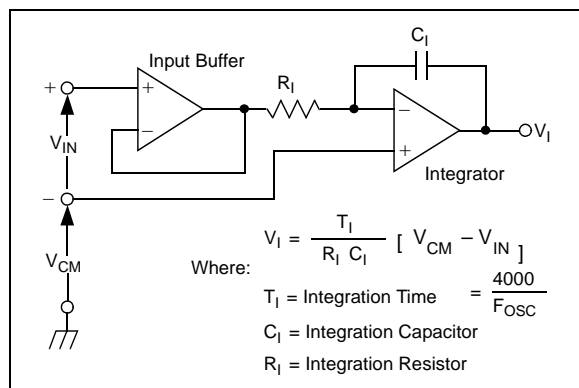 Input Buffer
C_I
R_I
+
+
−
−
+
V_IN
V_I
Integrator
−
V_CM
V_I = T_I / (R_I C_I) [ V_CM – V_IN ]
Where:
T_I = Integration Time = 4000 / F_OSC
C_I = Integration Capacitor
R_I = Integration Resistor